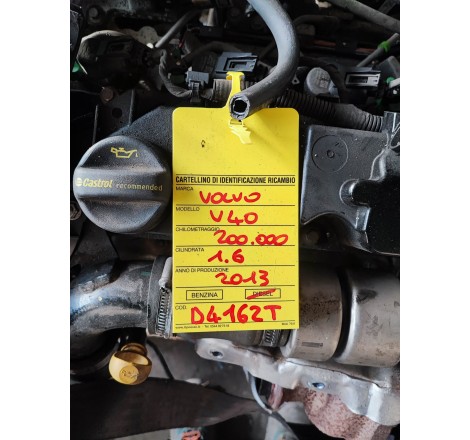 CARTELLINO DI IDENTIFICAZIONE RICAMBIO
MARCA
VOLVO
MODELLO
V40
CHILOMETRAGGIO
200.000
CILINDRATA
1.6
ANNO DI PRODUZIONE
2013
BENZINA DIESEL
COD.
D4162T
Castrol recommended